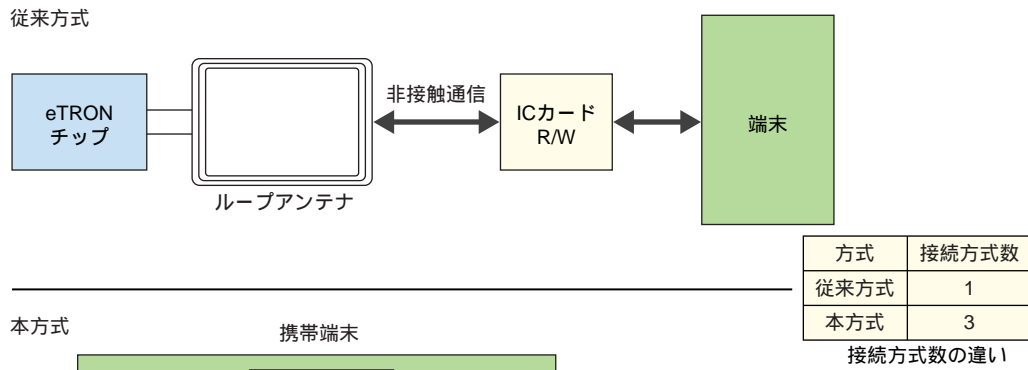 従来方式
eTRON
チップ
ループアンテナ
非接触通信
ICカード
R/W
端末
方式 接続方式数
従来方式 1
本方式 3
接続方式数の違い
本方式
携帯端末